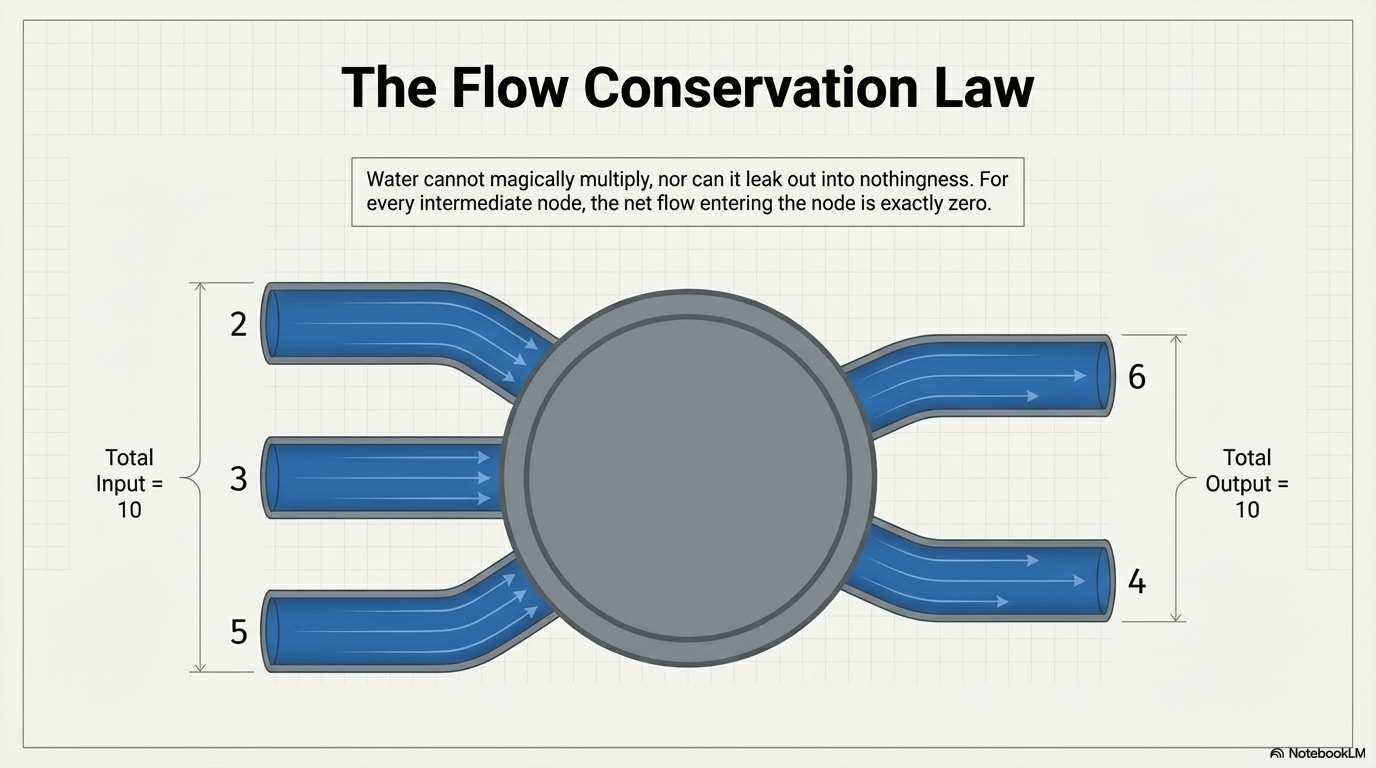 The Flow Conservation Law
Water cannot magically multiply, nor can it leak out into nothingness. For
every intermediate node, the net flow entering the node is exactly zero.
2
3
5
Total
Input =
10
6
4
Total
Output =
10
NotebookLM